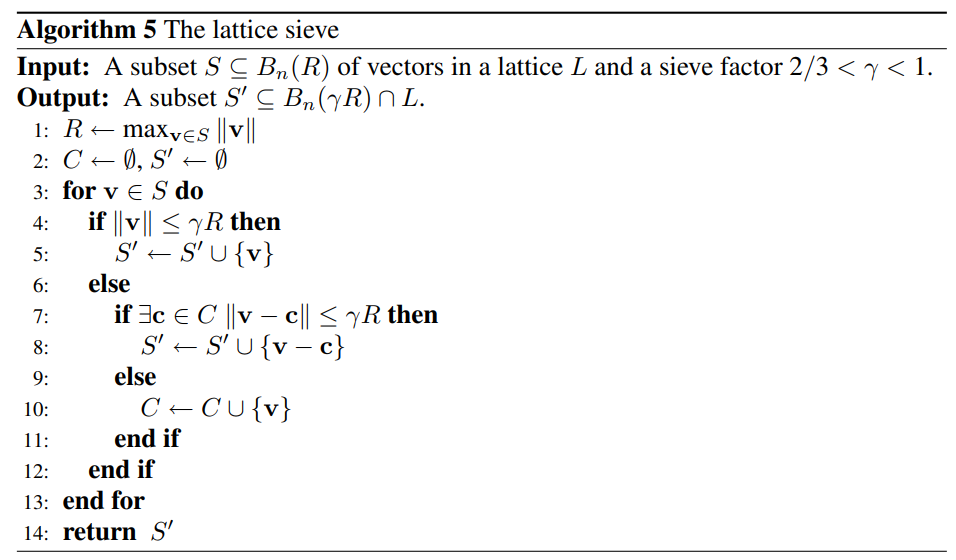 Algorithm 5 The lattice sieve
Input: A subset S ⊆ Bₙ(R) of vectors in a lattice L and a sieve factor 2/3 < γ < 1.
Output: A subset S′ ⊆ Bₙ(γR) ∩ L.
1: R ← max_{v∈S} ‖v‖
2: C ← ∅, S′ ← ∅
3: for v ∈ S do
4: if ‖v‖ ≤ γR then
5: S′ ← S′ ∪ {v}
6: else
7: if ∃c ∈ C ‖v − c‖ ≤ γR then
8: S′ ← S′ ∪ {v − c}
9: else
10: C ← C ∪ {v}
11: end if
12: end if
13: end for
14: return S′